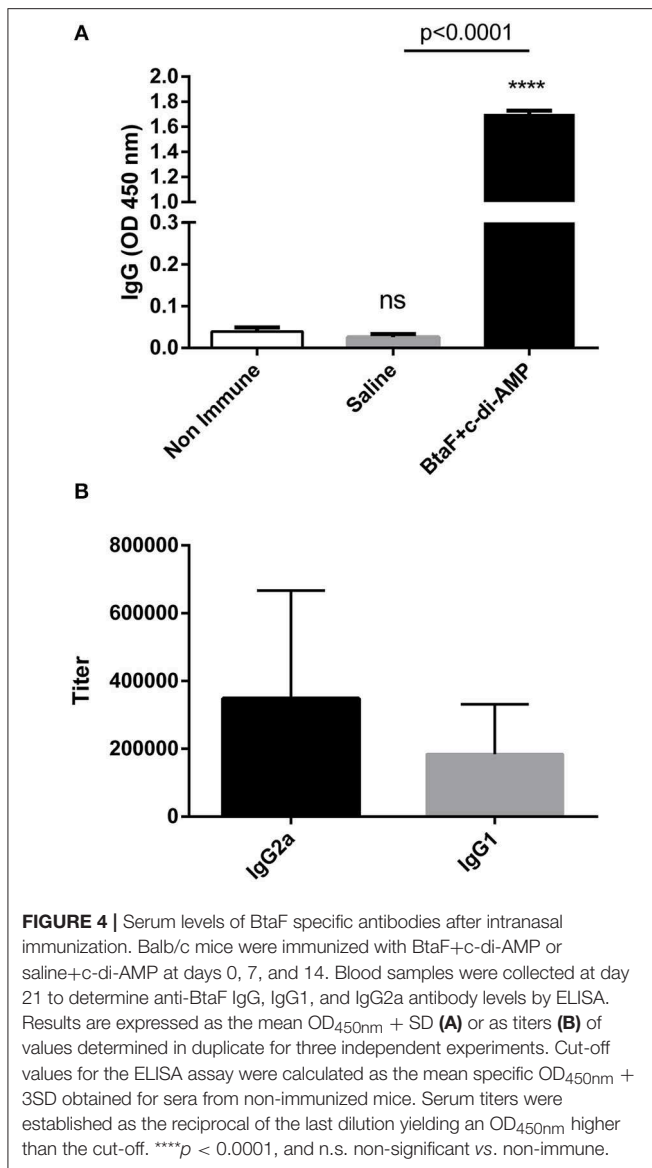 A
p<0.0001
****
2.0
1.8
1.6
1.4
1.2
1.0
0.3
0.2
0.1
0.0
IgG (OD 450 nm)
ns
Non Immune
Saline
BtaF+c-di-AMP
B
800000
600000
400000
200000
0
Titer
IgG2a
IgG1
FIGURE 4 | Serum levels of BtaF specific antibodies after intranasal
immunization. Balb/c mice were immunized with BtaF+c-di-AMP or
saline+c-di-AMP at days 0, 7, and 14. Blood samples were collected at day
21 to determine anti-BtaF IgG, IgG1, and IgG2a antibody levels by ELISA.
Results are expressed as the mean OD450nm + SD (A) or as titers (B) of
values determined in duplicate for three independent experiments. Cut-off
values for the ELISA assay were calculated as the mean specific OD450nm +
3SD obtained for sera from non-immunized mice. Serum titers were
established as the reciprocal of the last dilution yielding an OD450nm higher
than the cut-off. ****p < 0.0001, and n.s. non-significant vs. non-immune.